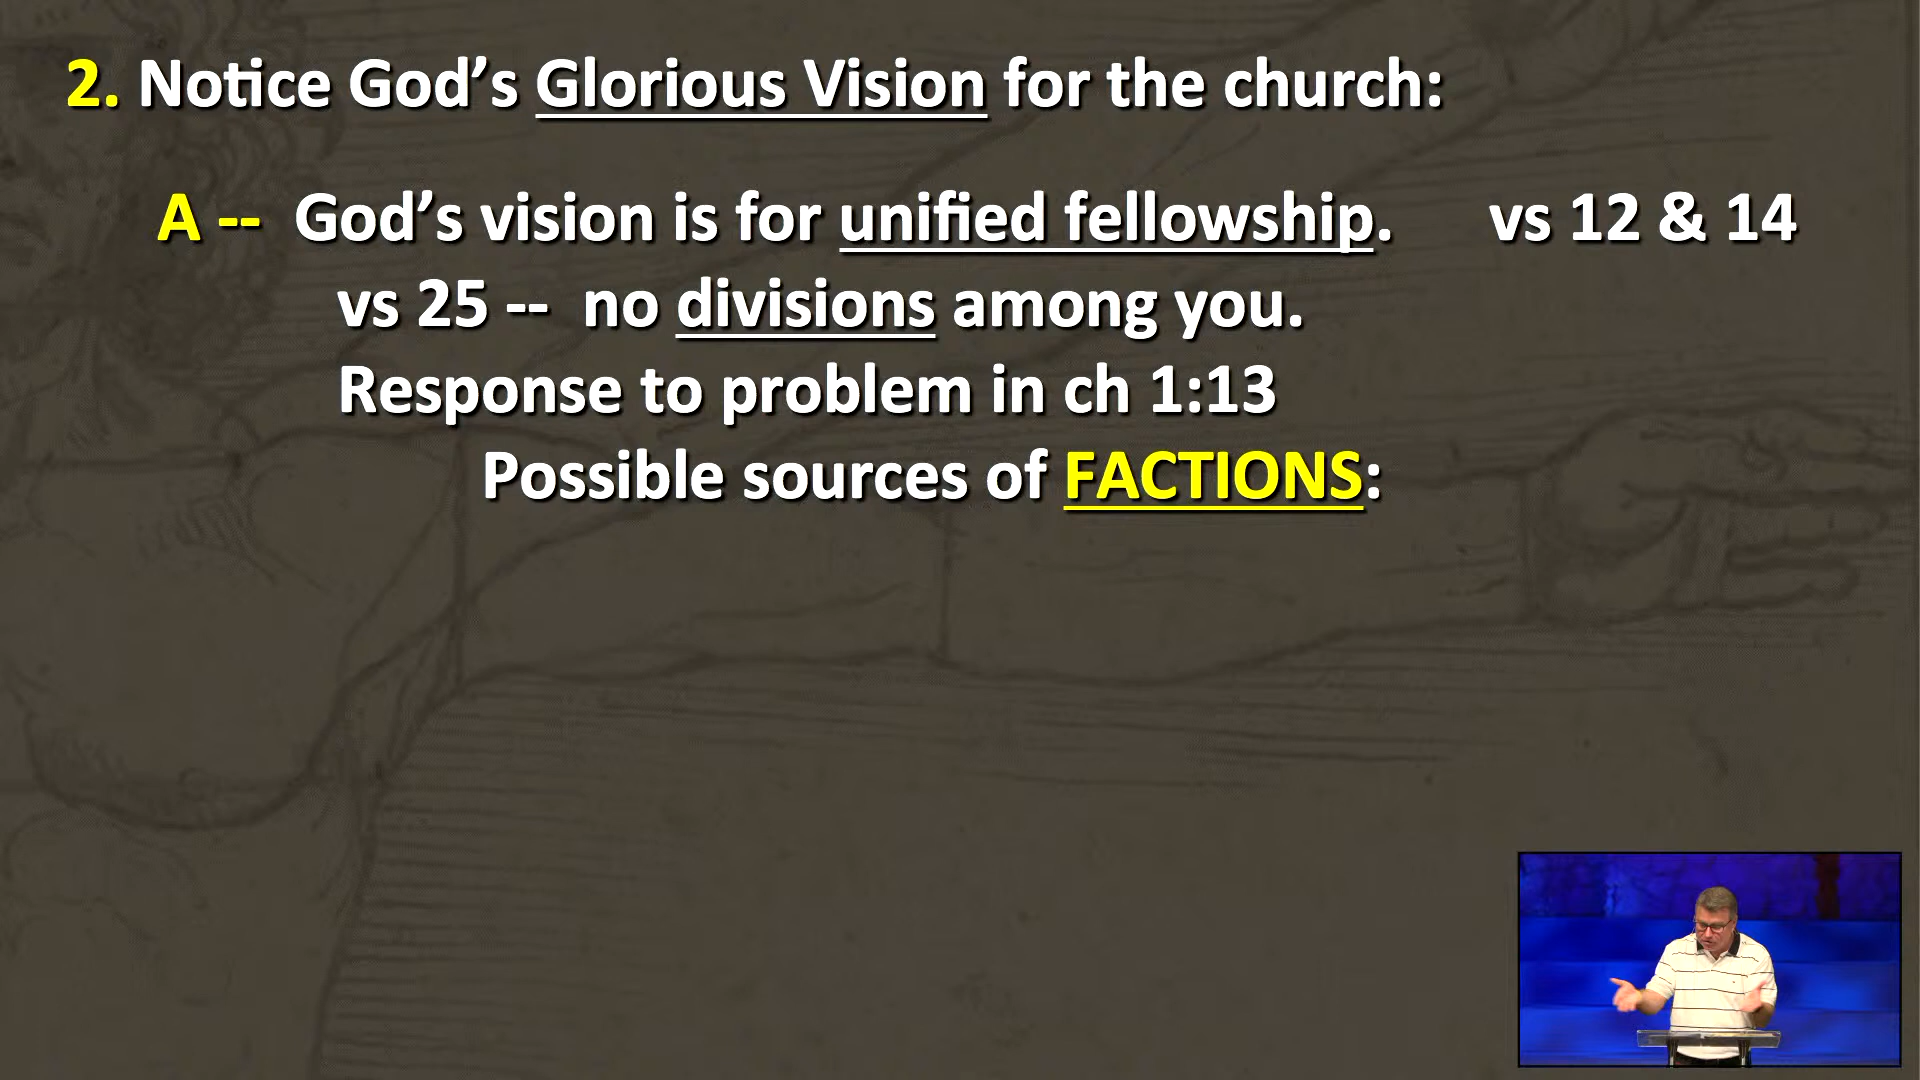 2. Notice God’s Glorious Vision for the church:
A -- God’s vision is for unified fellowship. vs 12 & 14
vs 25 -- no divisions among you.
Response to problem in ch 1:13
Possible sources of FACTIONS: